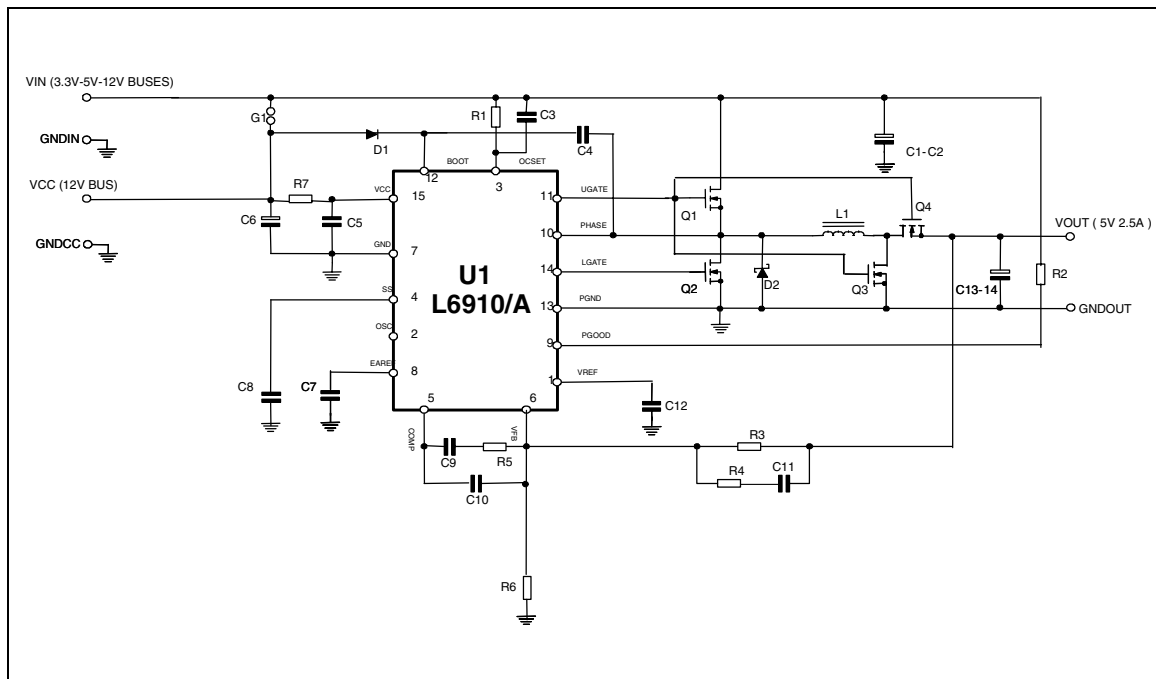 VIN (3.3V-5V-12V BUSES)
G1
GNDIN
R1
C3
D1
C4
C1-C2
BOOT
OCSET
12
3
VCC (12V BUS)
R7
VCC
15
11
UGATE
Q1
Q4
L1
C6
C5
VOUT ( 5V 2.5A )
10
PHASE
GNDCC
GND
7
U1
L6910/A
14
LGATE
Q2
D2
Q3
C13-14
R2
SS
4
13
PGND
GNDOUT
OSC
2
9
PGOOD
EAREF
8
1
VREF
C8
C7
5
6
C12
COMP
VFB
C9
R5
R3
R4
C11
C10
R6